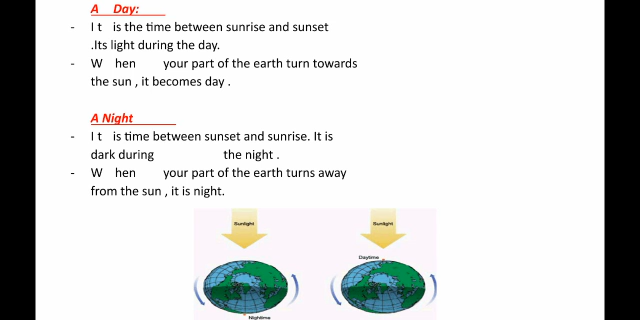 A Day:
- I t is the time between sunrise and sunset
.Its light during the day.
- W hen your part of the earth turn towards
the sun , it becomes day .
A Night
- I t is time between sunset and sunrise. It is
dark during the night .
- W hen your part of the earth turns away
from the sun , it is night.
Sunlight Sunlight
Daytime
Nightime